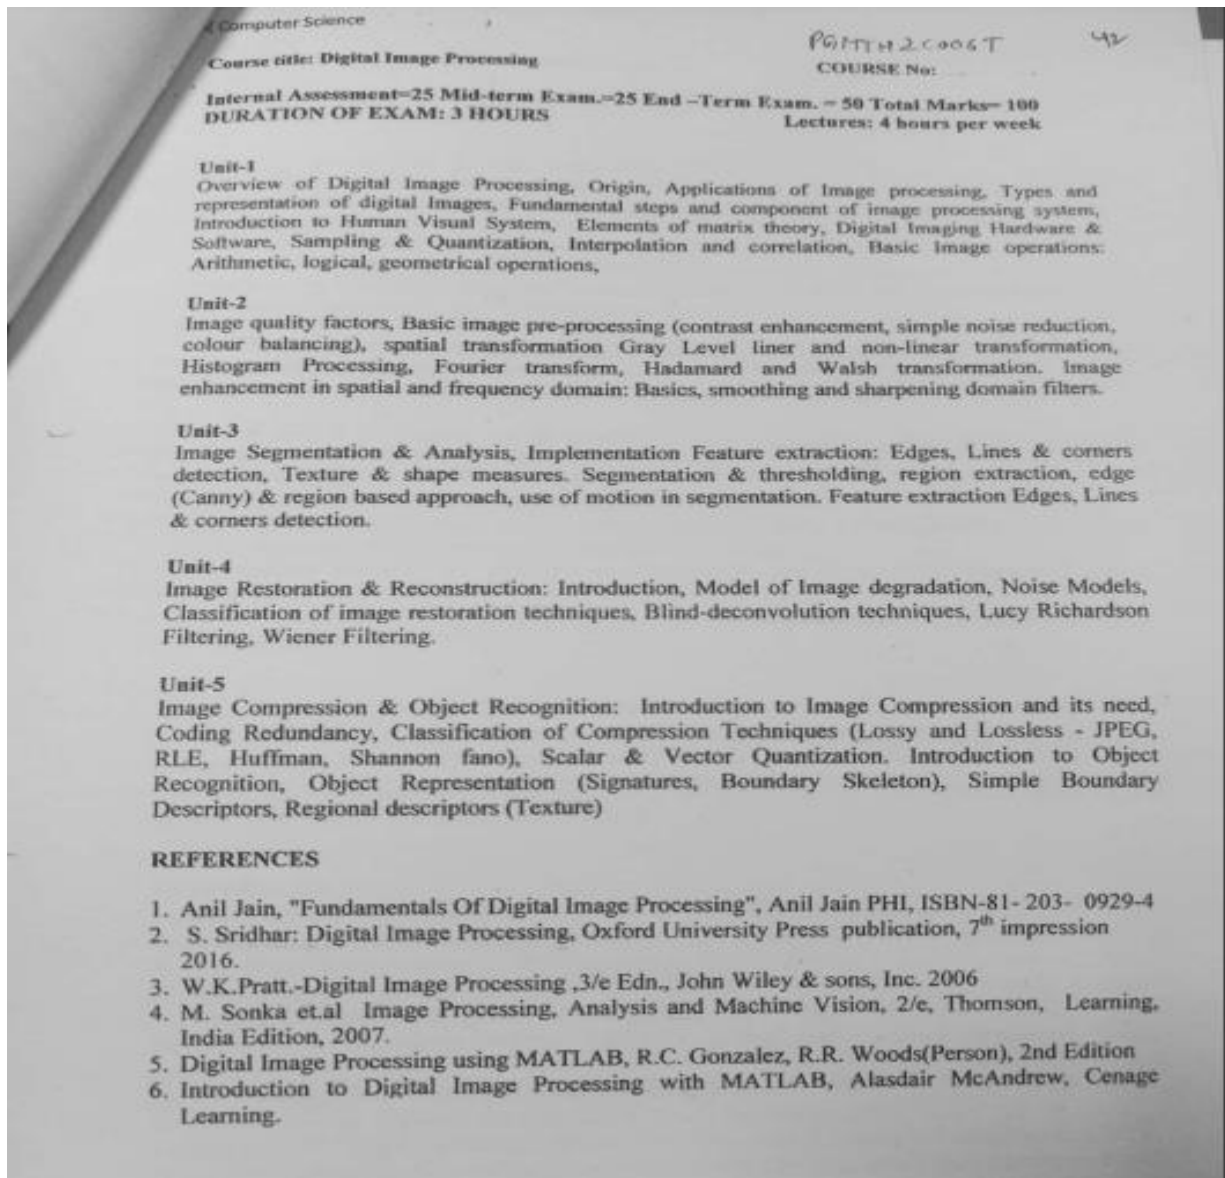 Computer Science
PGMTH2C006T 42
Course title: Digital Image Processing
COURSE No:
Internal Assessment=25 Mid-term Exam.=25 End –Term Exam. = 50 Total Marks= 100
DURATION OF EXAM: 3 HOURS Lectures: 4 hours per week
Unit-1
Overview of Digital Image Processing, Origin, Applications of Image processing, Types and
representation of digital Images, Fundamental steps and component of image processing system,
Introduction to Human Visual System, Elements of matrix theory, Digital Imaging Hardware &
Software, Sampling & Quantization, Interpolation and correlation, Basic Image operations:
Arithmetic, logical, geometrical operations,
Unit-2
Image quality factors, Basic image pre-processing (contrast enhancement, simple noise reduction,
colour balancing), spatial transformation Gray Level liner and non-linear transformation,
Histogram Processing, Fourier transform, Hadamard and Walsh transformation. Image
enhancement in spatial and frequency domain: Basics, smoothing and sharpening domain filters.
Unit-3
Image Segmentation & Analysis, Implementation Feature extraction: Edges, Lines & corners
detection, Texture & shape measures. Segmentation & thresholding, region extraction, edge
(Canny) & region based approach, use of motion in segmentation. Feature extraction Edges, Lines
& corners detection.
Unit-4
Image Restoration & Reconstruction: Introduction, Model of Image degradation, Noise Models,
Classification of image restoration techniques, Blind-deconvolution techniques, Lucy Richardson
Filtering, Wiener Filtering.
Unit-5
Image Compression & Object Recognition: Introduction to Image Compression and its need,
Coding Redundancy, Classification of Compression Techniques (Lossy and Lossless - JPEG,
RLE, Huffman, Shannon fano), Scalar & Vector Quantization. Introduction to Object
Recognition, Object Representation (Signatures, Boundary Skeleton), Simple Boundary
Descriptors, Regional descriptors (Texture)
REFERENCES
1. Anil Jain, "Fundamentals Of Digital Image Processing", Anil Jain PHI, ISBN-81- 203- 0929-4
2. S. Sridhar: Digital Image Processing, Oxford University Press publication, 7th impression
2016.
3. W.K.Pratt.-Digital Image Processing ,3/e Edn., John Wiley & sons, Inc. 2006
4. M. Sonka et.al Image Processing, Analysis and Machine Vision, 2/e, Thomson, Learning,
India Edition, 2007.
5. Digital Image Processing using MATLAB, R.C. Gonzalez, R.R. Woods(Person), 2nd Edition
6. Introduction to Digital Image Processing with MATLAB, Alasdair McAndrew, Cenage
Learning.